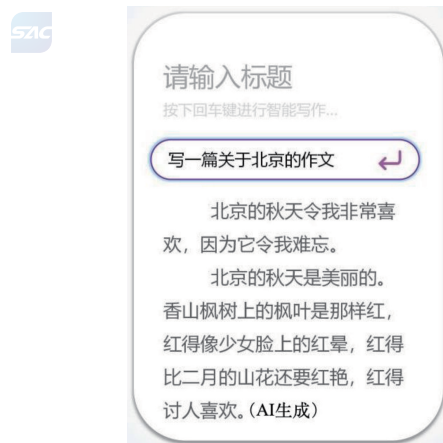 SAC
请输入标题
按下回车键进行智能写作...
写一篇关于北京的作文
北京的秋天令我非常喜
欢，因为它令我难忘。
北京的秋天是美丽的。
香山枫树上的枫叶是那样红，
红得像少女脸上的红晕，红得
比二月的山花还要红艳，红得
讨人喜欢。（AI生成）